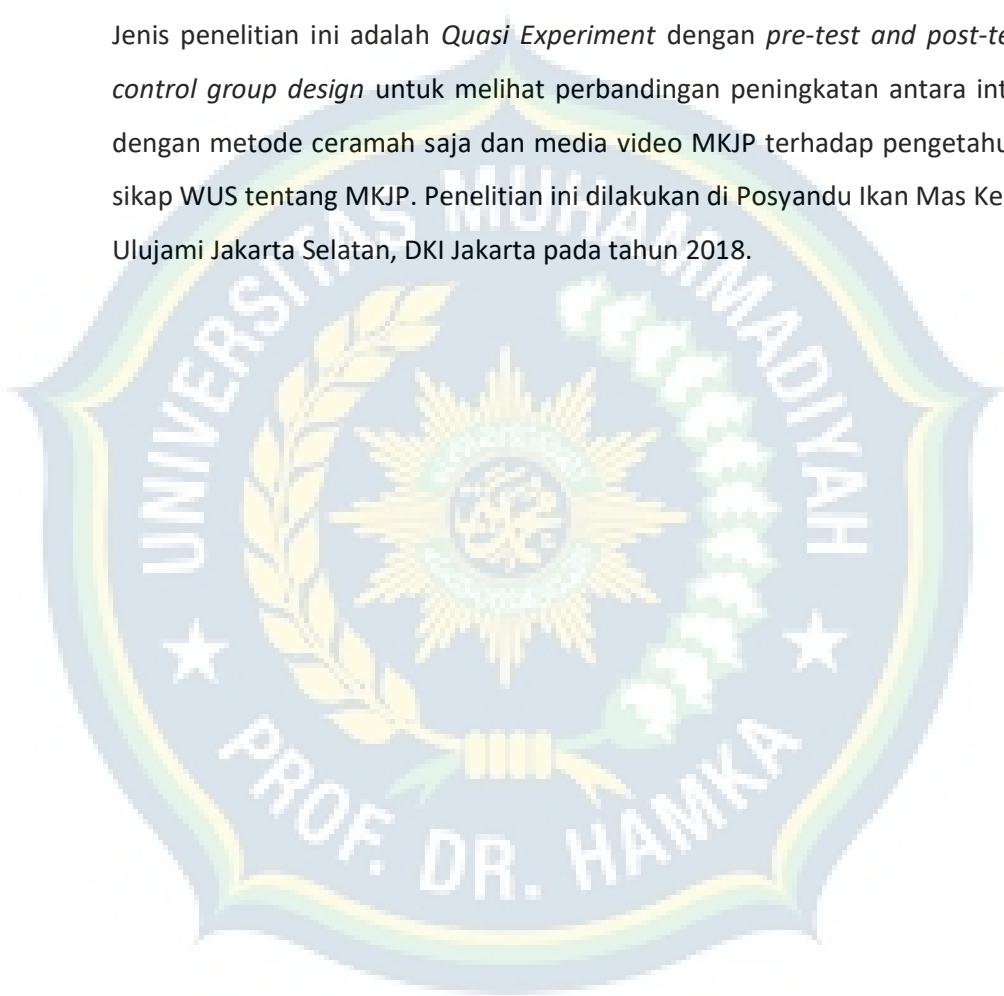 Jenis penelitian ini adalah Quasi Experiment dengan pre-test and post-te
control group design untuk melihat perbandingan peningkatan antara int
dengan metode ceramah saja dan media video MKJP terhadap pengetahu
sikap WUS tentang MKJP. Penelitian ini dilakukan di Posyandu Ikan Mas Ke
Ulujami Jakarta Selatan, DKI Jakarta pada tahun 2018.
UNIVERSITAS MUHAMMADIYAH
PROF. DR. HAMKA